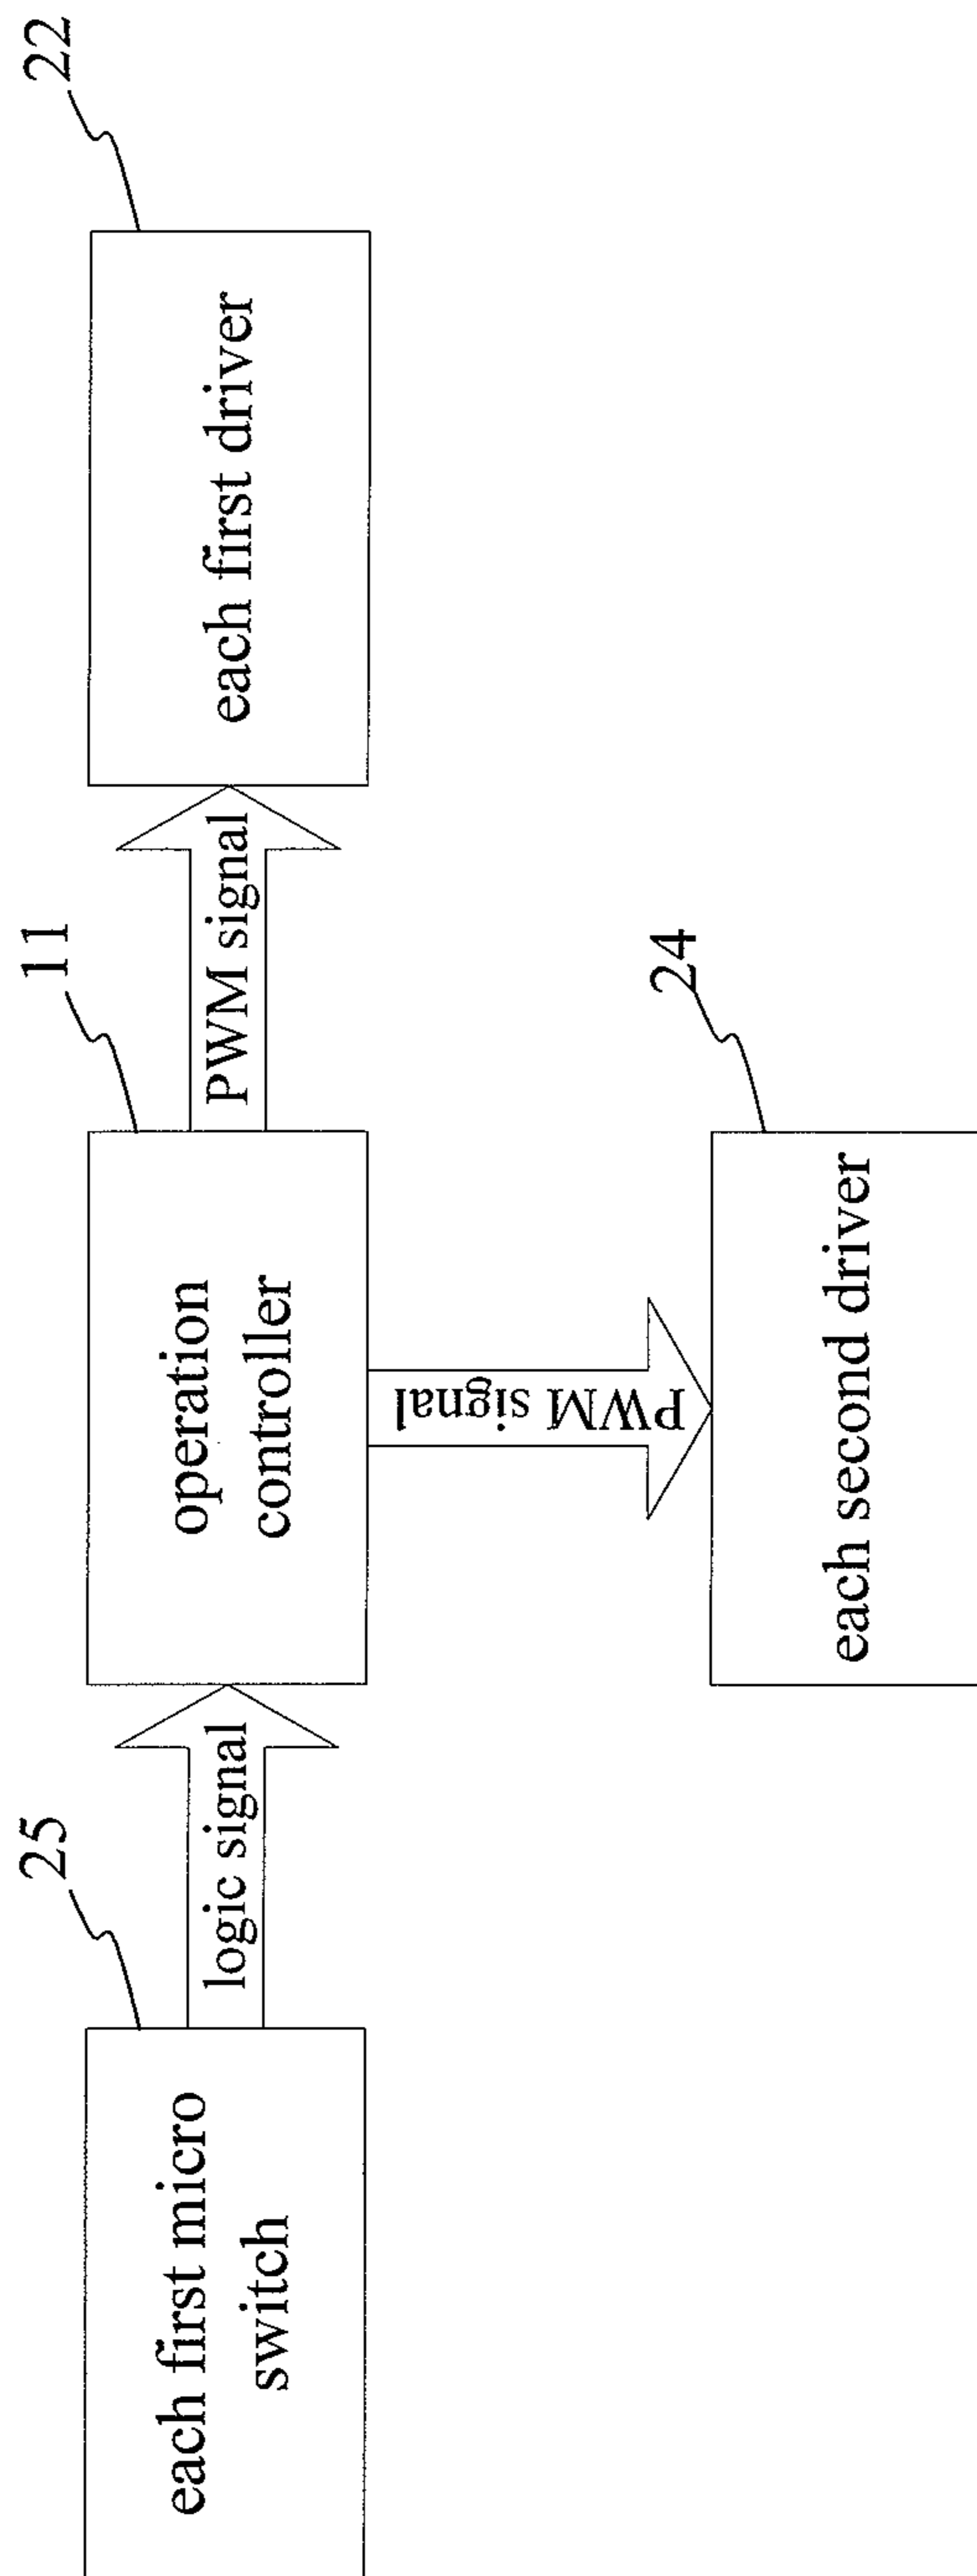 25
each first micro
switch
logic signal
11
operation
controller
PWM signal
22
each first driver
PWM signal
24
each second driver